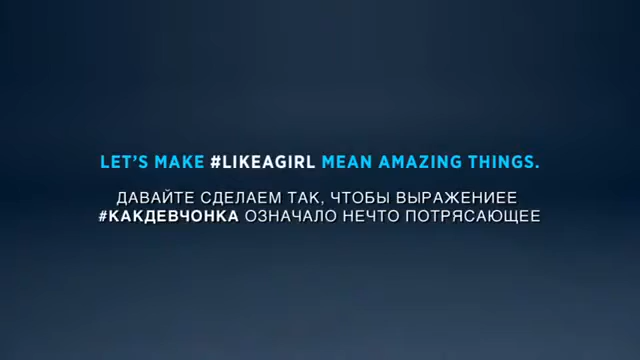 LET'S MAKE #LIKEAGIRL MEAN AMAZING THINGS.
ДАВАЙТЕ СДЕЛАЕМ ТАК, ЧТОБЫ ВЫРАЖЕНИЕЕ
#КАКДЕВЧОНКА ОЗНАЧАЛО НЕЧТО ПОТРЯСАЮЩЕЕ